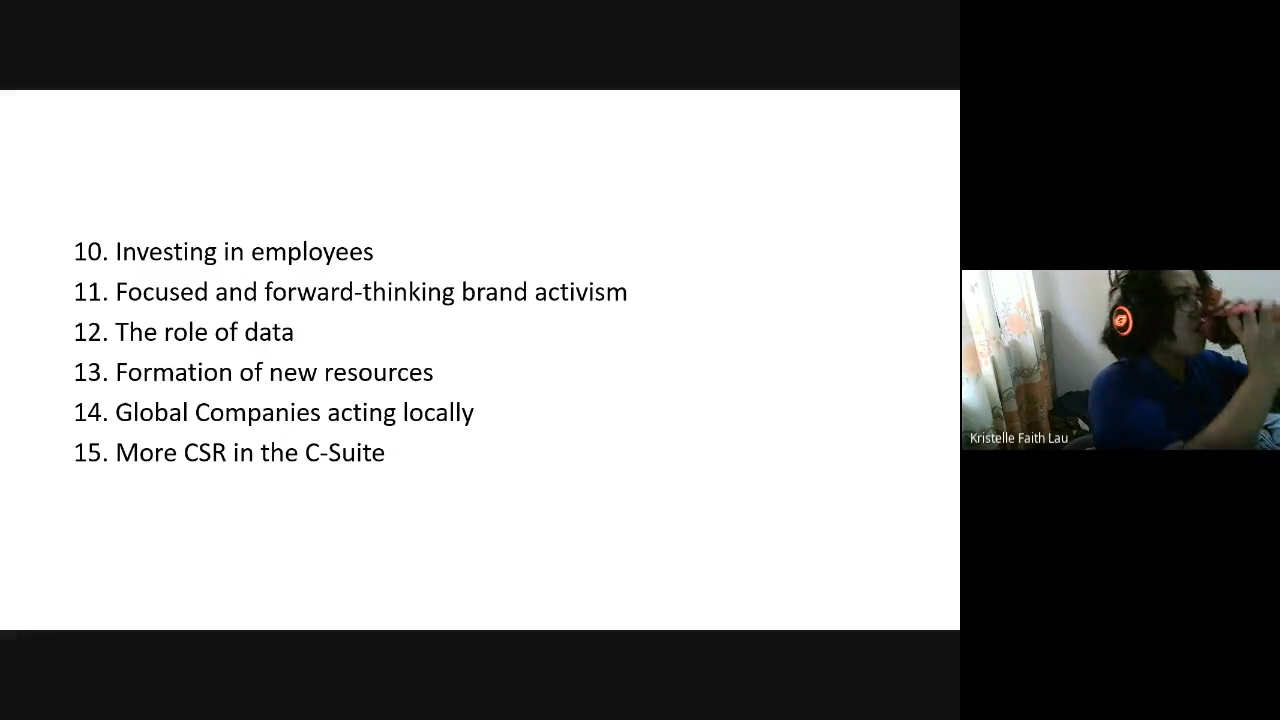 10. Investing in employees
11. Focused and forward-thinking brand activism
12. The role of data
13. Formation of new resources
14. Global Companies acting locally
15. More CSR in the C-Suite
Kristelle Faith Lau